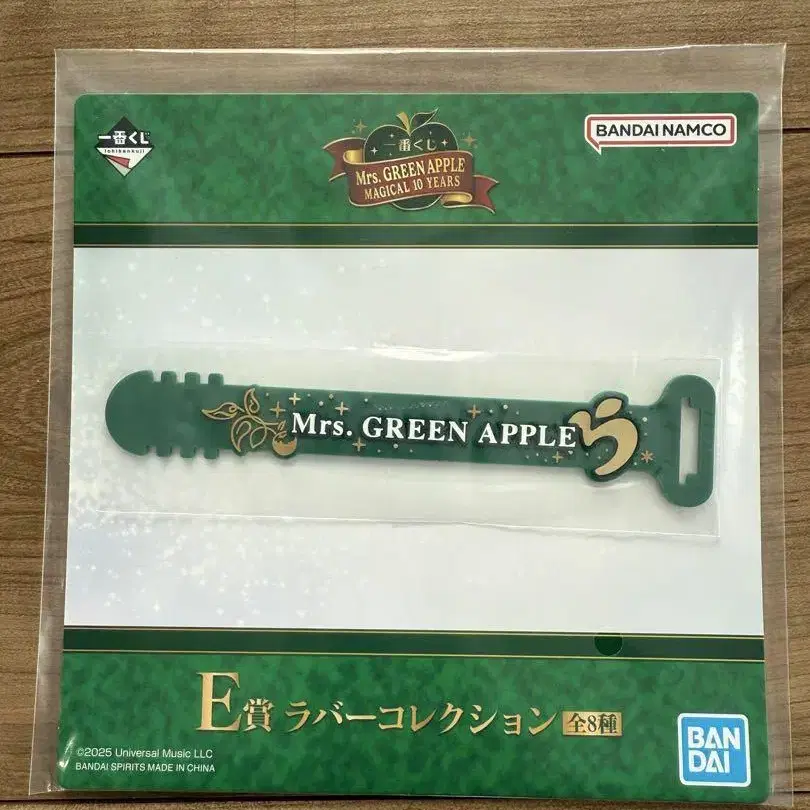 一番くじ
Ichibankuji
一番くじ
Mrs. GREEN APPLE
MAGICAL 10 YEARS
BANDAI NAMCO
Mrs. GREEN APPLE
E賞 ラバーコレクション 全8種
©2025 Universal Music LLC
BANDAI SPIRITS MADE IN CHINA
BAN
DAI